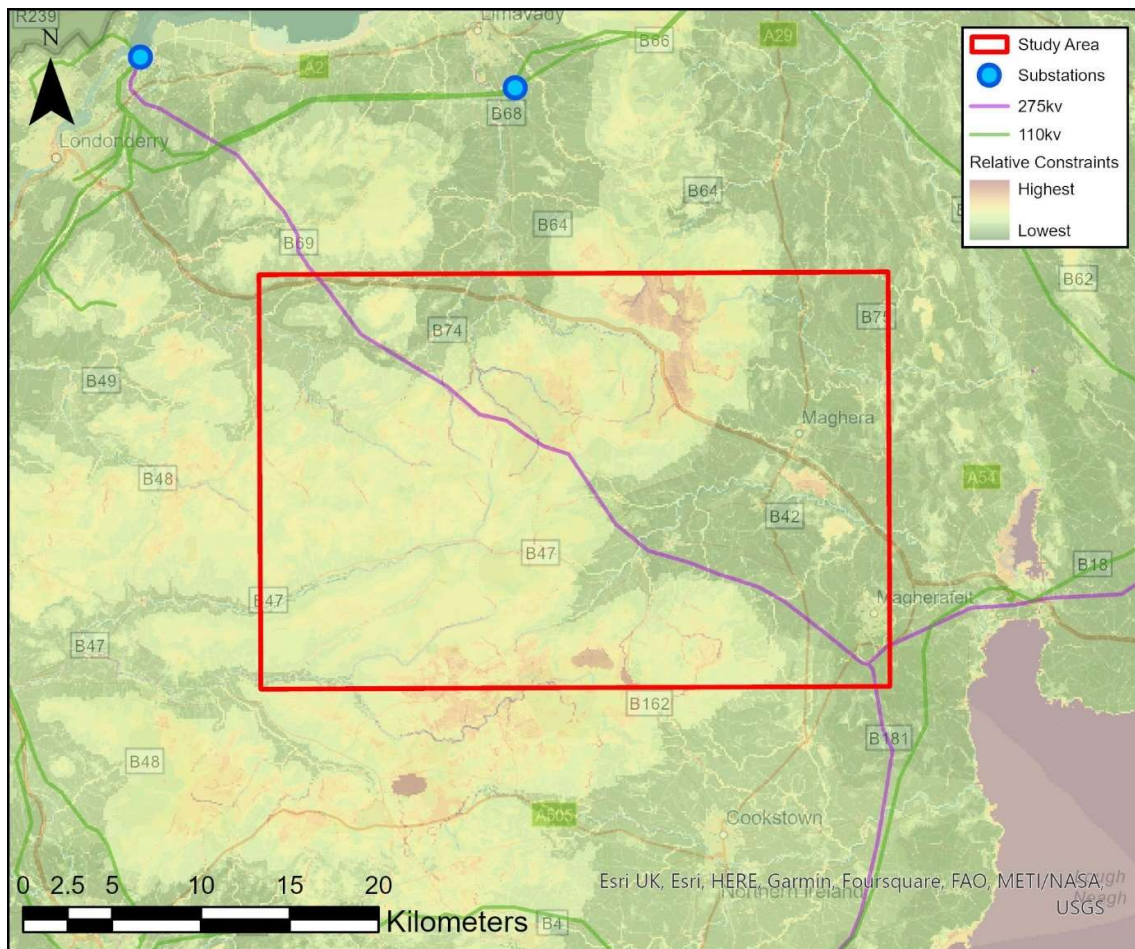 R239
N
Limavady
A2
B66
A29
B68
Londonderry
B64
B64
B69
B62
B74
B75
B49
Maghera
B48
A54
B42
B47
B18
B47
Magherafelt
B47
B162
B181
B48
A505
Cookstown
Northern Ireland
B4
Lough
Neagh
Study Area
Substations
275kv
110kv
Relative Constraints
Highest
Lowest
0 2.5 5 10 15 20
Kilometers
Esri UK, Esri, HERE, Garmin, Foursquare, FAO, METI/NASA,
USGS